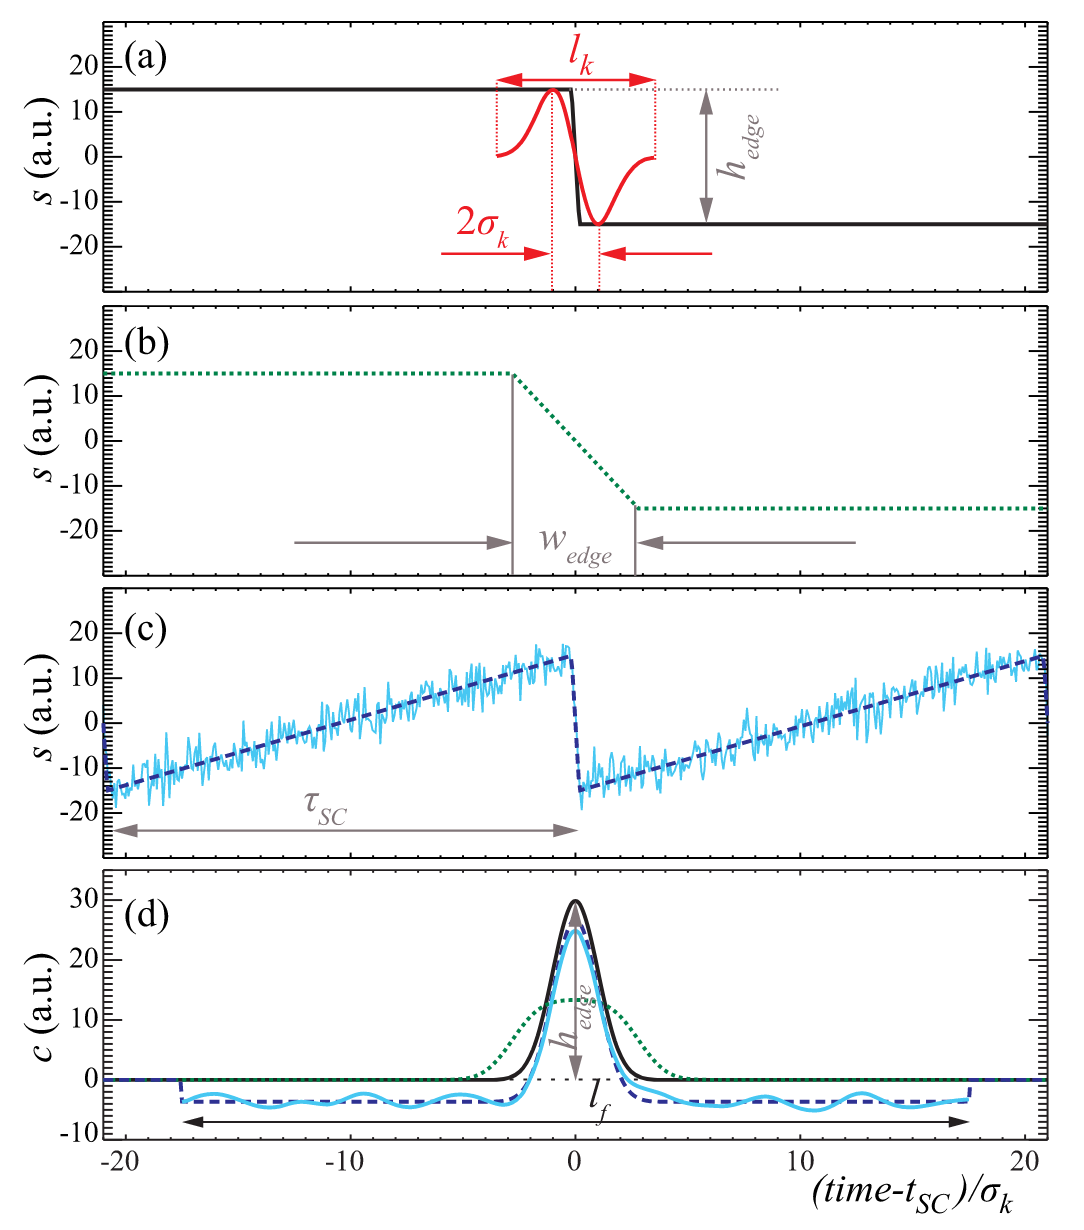 (a)
s (a.u.)
20
10
0
-10
-20
l_k
h_edge
2σ_k
(b)
s (a.u.)
20
10
0
-10
-20
w_edge
(c)
s (a.u.)
20
10
0
-10
-20
τ_SC
(d)
c (a.u.)
30
20
10
0
-10
h_edge
l_f
-20 -10 0 10 20
(time-t_SC)/σ_k